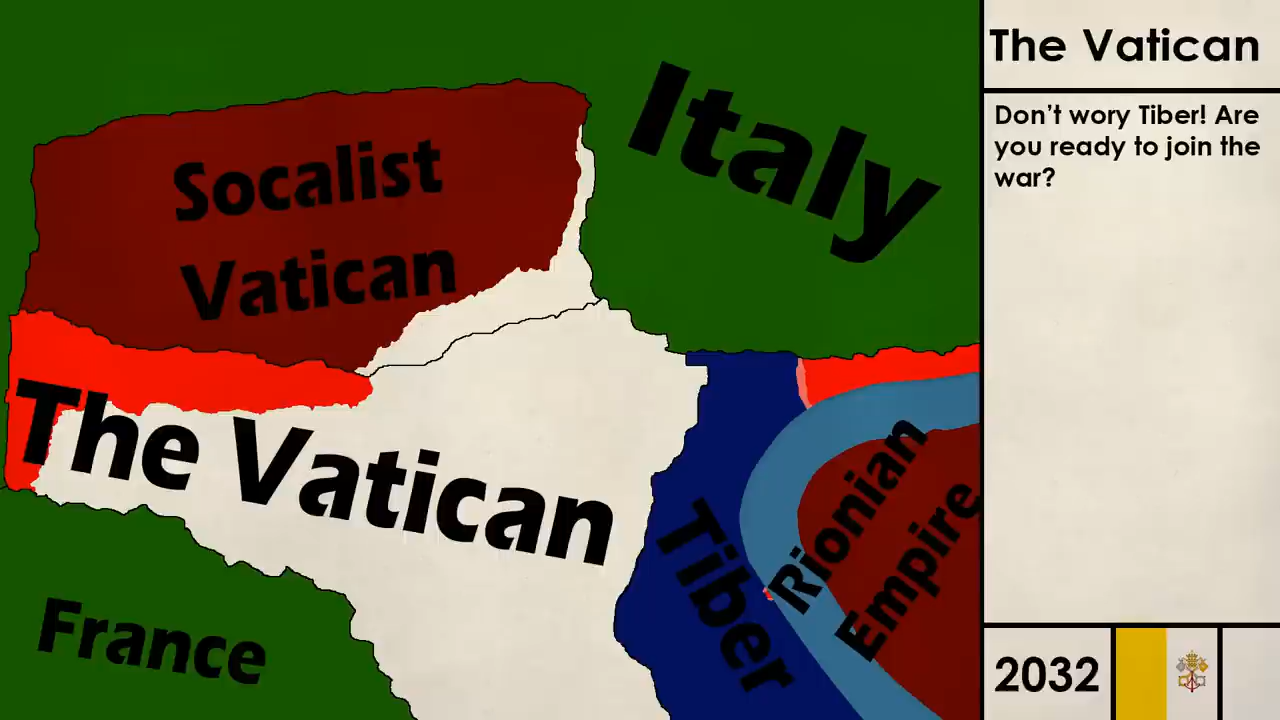 The Vatican
Don't wory Tiber! Are
you ready to join the
war?
Italy
Socalist
Vatican
The Vatican
Tiber
Rionian
Empire
France
2032